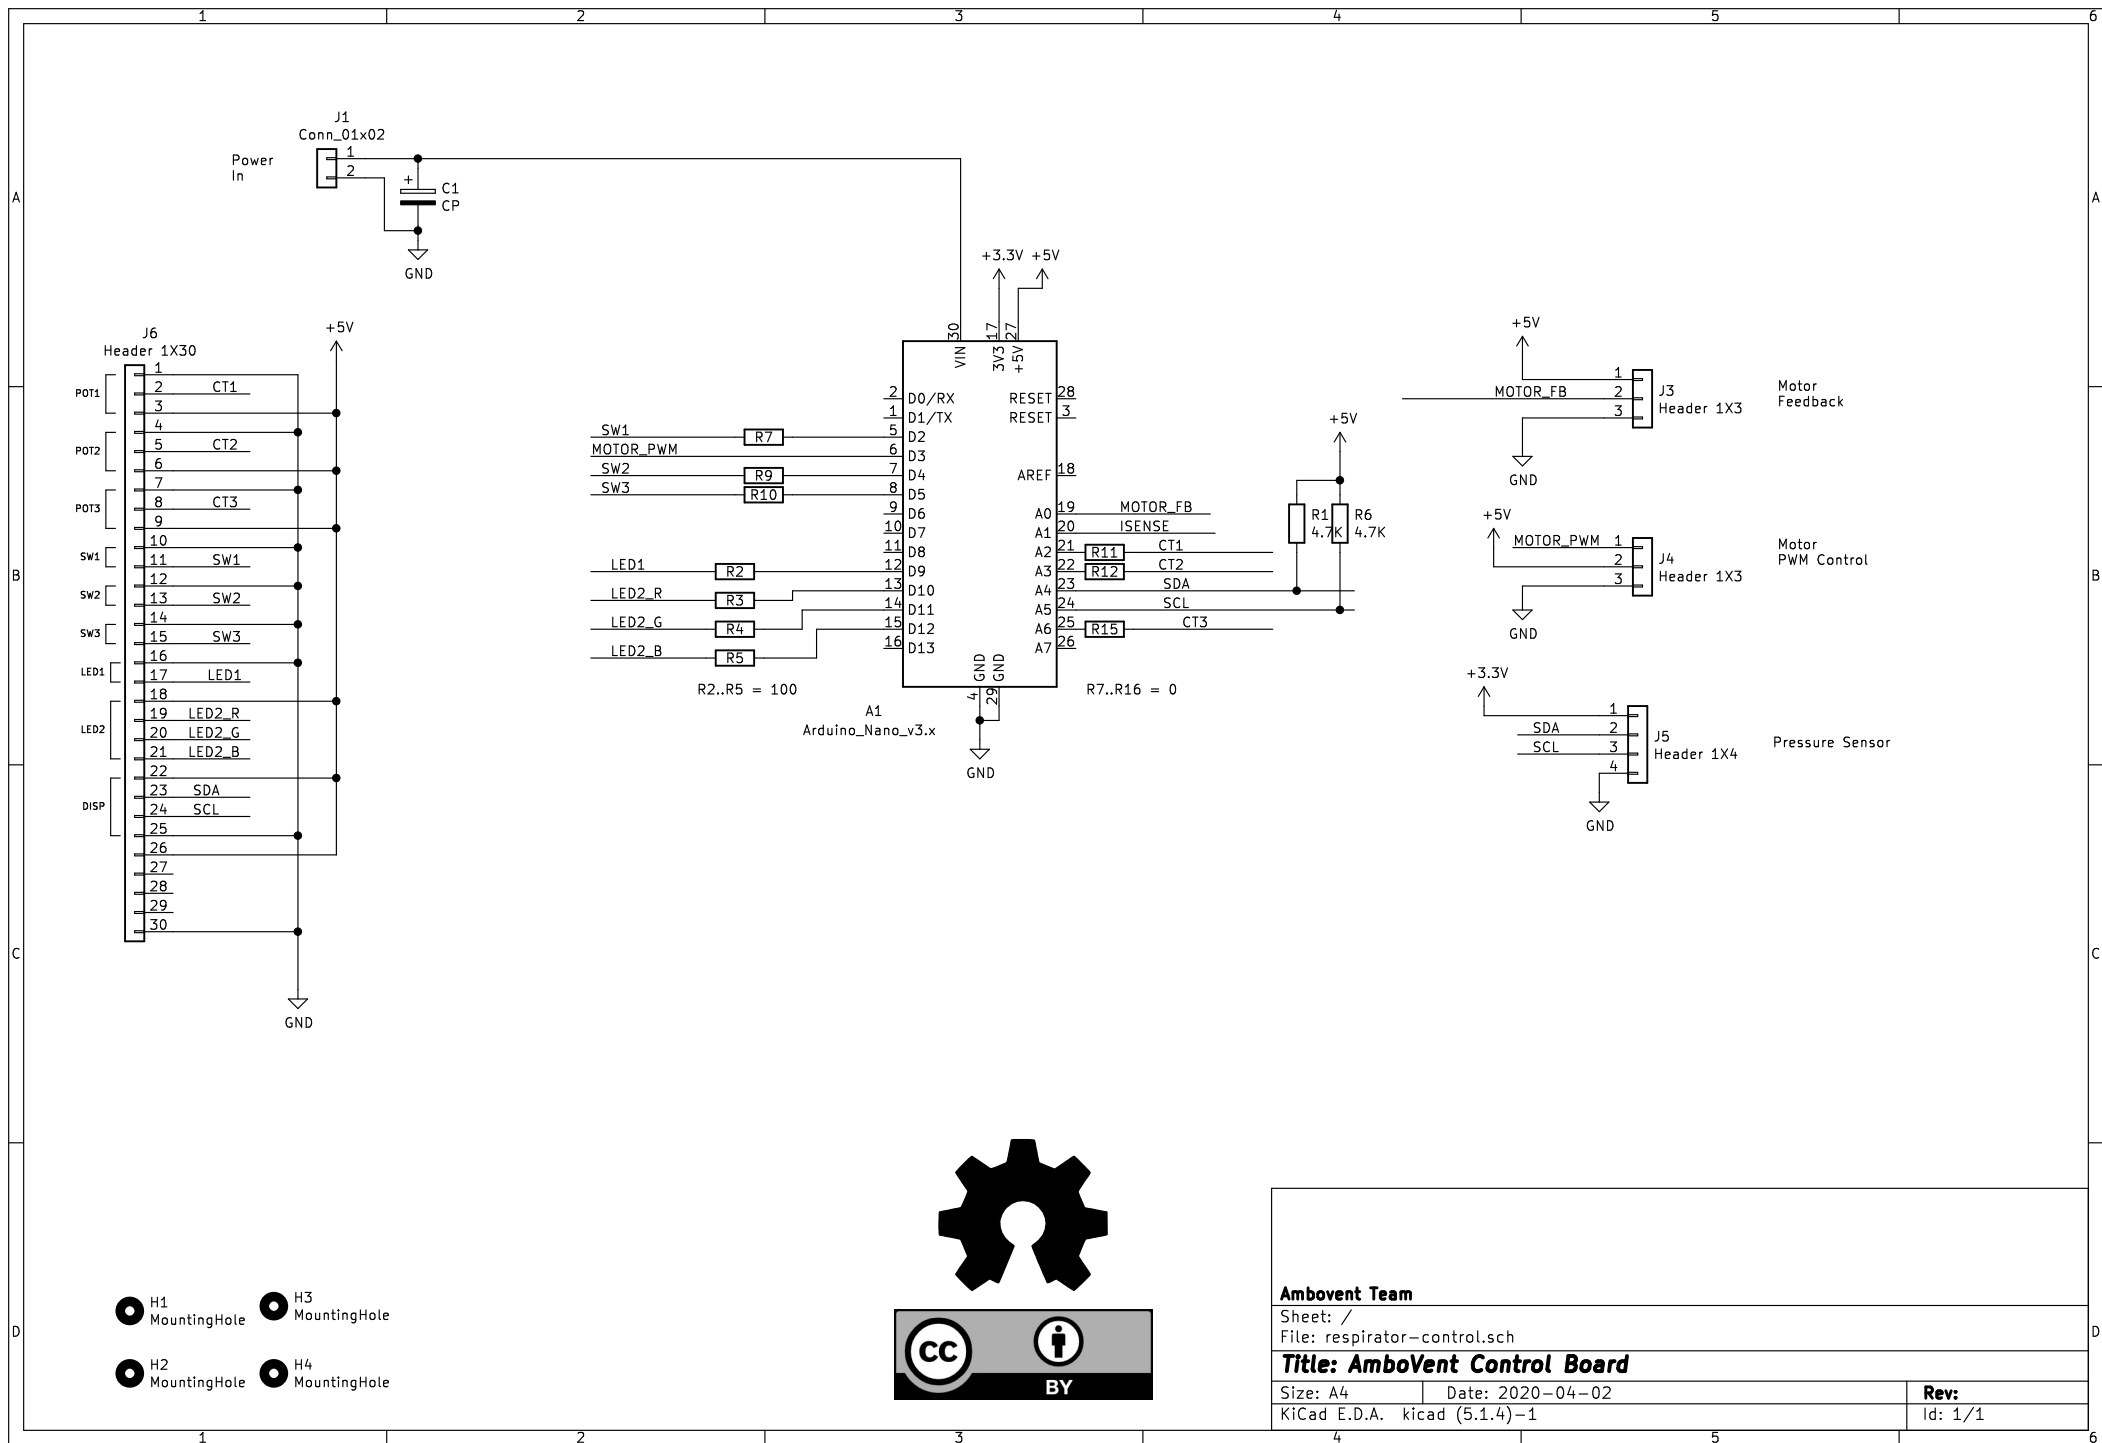 1 2 3 4 5 6
A
B
C
D
A
B
C
D
J1
Conn_01x02
Power
In
1
2
+
C1
CP
GND
J6
Header 1X30
+5V
POT1
POT2
POT3
SW1
SW2
SW3
LED1
LED2
DISP
1
2 CT1
3
4
5 CT2
6
7
8 CT3
9
10
11 SW1
12
13 SW2
14
15 SW3
16
17 LED1
18
19 LED2_R
20 LED2_G
21 LED2_B
22
23 SDA
24 SCL
25
26
27
28
29
30
GND
+3.3V +5V
30 17 27
VIN 3V3 +5V
2 D0/RX
1 D1/TX
SW1 R7 5 D2
MOTOR_PWM 6 D3
SW2 R9 7 D4
SW3 R10 8 D5
9 D6
10 D7
11 D8
LED1 R2 12 D9
LED2_R R3 13 D10
LED2_G R4 14 D11
LED2_B R5 15 D12
16 D13
R2..R5 = 100
RESET 28
RESET 3
AREF 18
A0 19 MOTOR_FB
A1 20 ISENSE
A2 21 R11 CT1
A3 22 R12 CT2
A4 23 SDA
A5 24 SCL
A6 25 R15 CT3
A7 26
GND GND
4 29
R7..R16 = 0
A1
Arduino_Nano_v3.x
GND
+5V
R1
4.7K
R6
4.7K
+5V
MOTOR_FB
1
2
3
J3
Header 1X3
Motor
Feedback
GND
+5V
MOTOR_PWM
1
2
3
J4
Header 1X3
Motor
PWM Control
GND
+3.3V
1
SDA 2
SCL 3
4
J5
Header 1X4
Pressure Sensor
GND
H1
MountingHole
H3
MountingHole
H2
MountingHole
H4
MountingHole
CC
BY
Ambovent Team
Sheet: /
File: respirator-control.sch
Title: AmboVent Control Board
Size: A4 Date: 2020-04-02 Rev:
KiCad E.D.A. kicad (5.1.4)-1 Id: 1/1
1 2 3 4 5 6